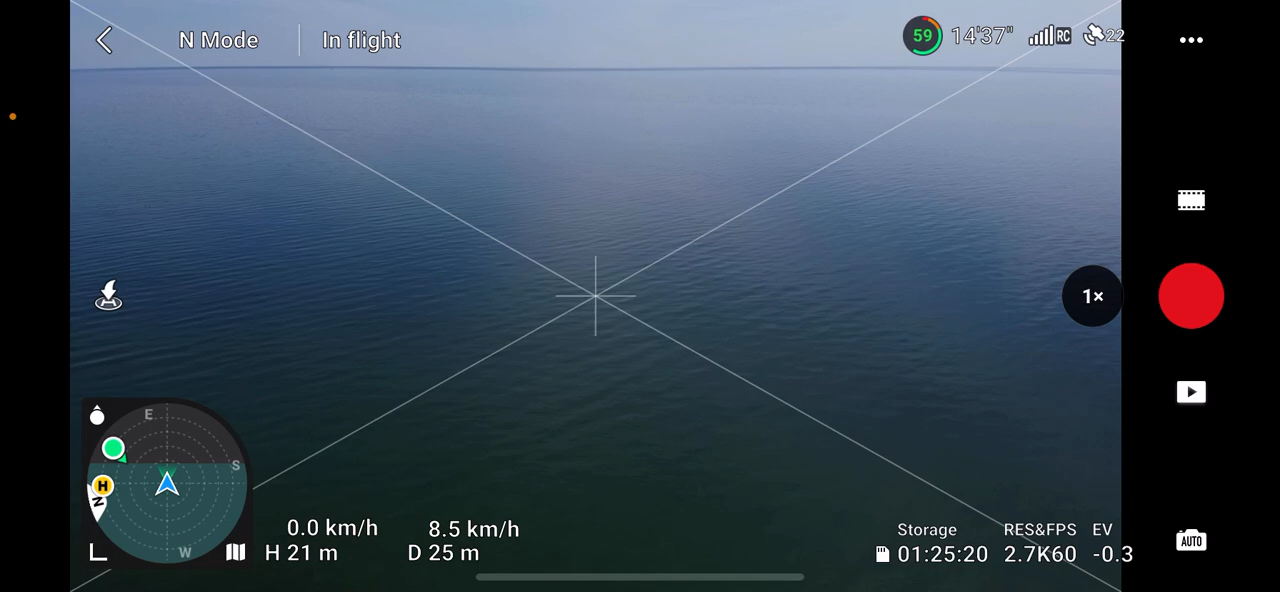 N Mode
In flight
59
14'37"
RC
22
1×
E
S
H
N
W
0.0 km/h
8.5 km/h
H 21 m
D 25 m
Storage
RES&FPS
EV
01:25:20
2.7K60
-0.3
AUTO